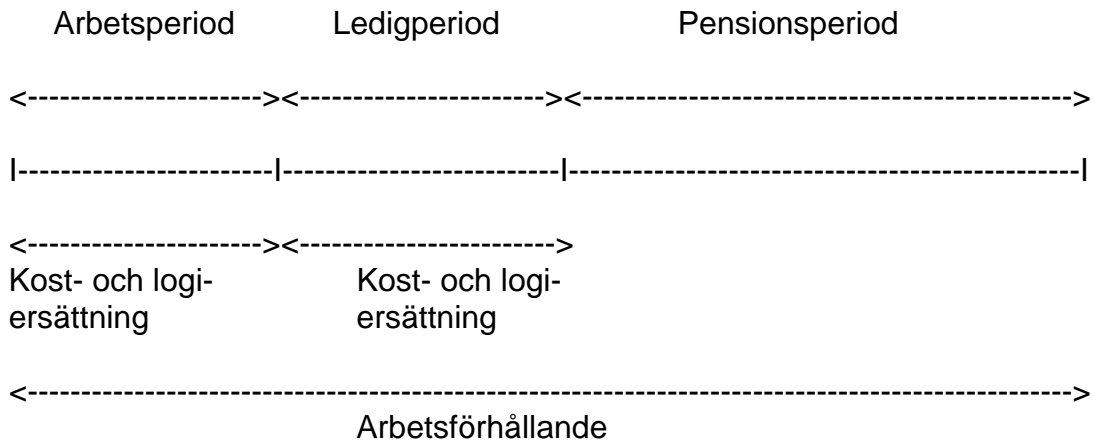 Arbetsperiod Ledigperiod Pensionsperiod
<----------------------><-------------------------><---------------------------------------------->
|------------------------|--------------------------|------------------------------------------------|
<----------------------><------------------------>
Kost- och logi- Kost- och logi-
ersättning ersättning
<-------------------------------------------------------------------------------------------------->
Arbetsförhållande